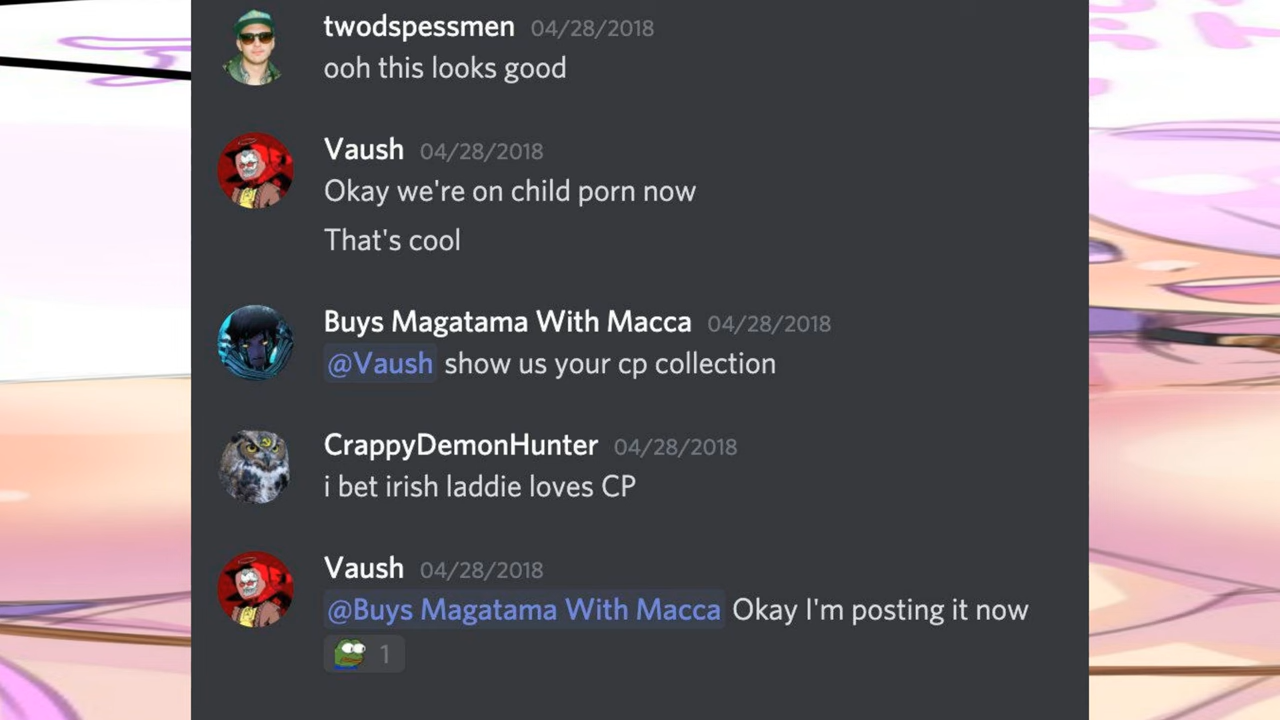 twodspessmen 04/28/2018
ooh this looks good
Vaush 04/28/2018
Okay we're on child porn now
That's cool
Buys Magatama With Macca 04/28/2018
@Vaush show us your cp collection
CrappyDemonHunter 04/28/2018
i bet irish laddie loves CP
Vaush 04/28/2018
@Buys Magatama With Macca Okay I'm posting it now
1